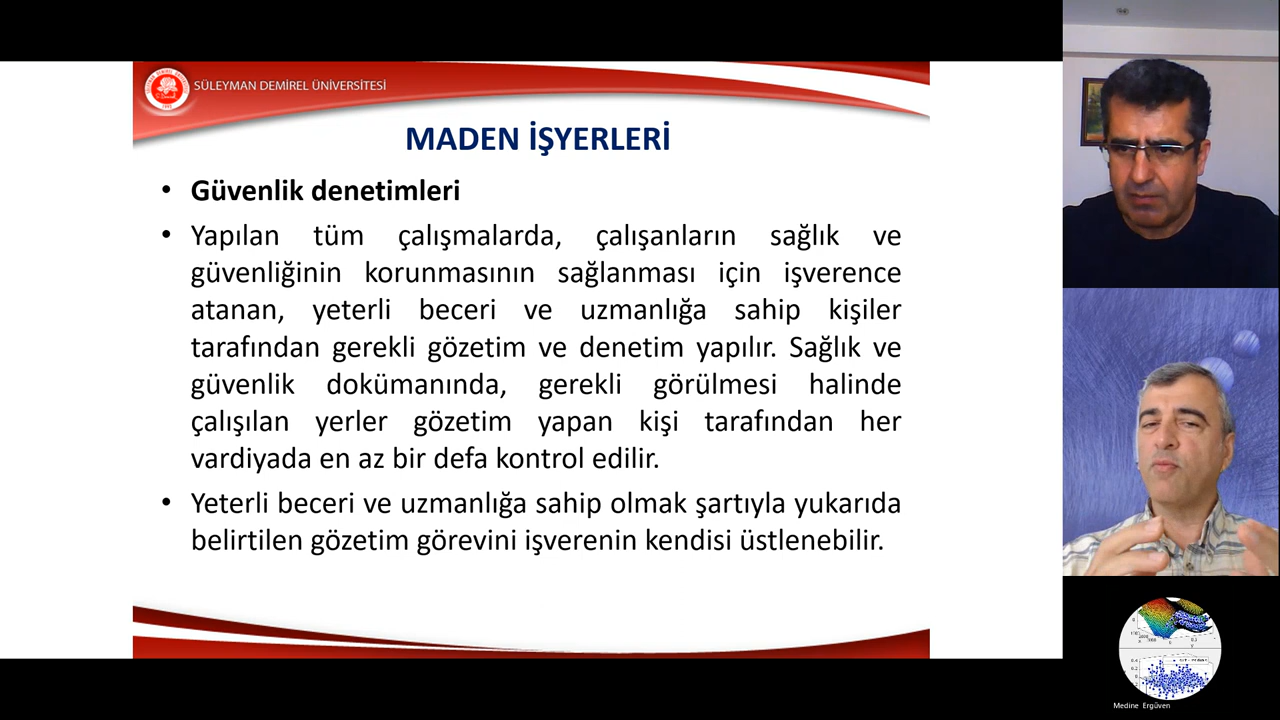 SÜLEYMAN DEMİREL ÜNİVERSİTESİ
MADEN İŞYERLERİ
• Güvenlik denetimleri
• Yapılan tüm çalışmalarda, çalışanların sağlık ve
güvenliğinin korunmasının sağlanması için işverence
atanan, yeterli beceri ve uzmanlığa sahip kişiler
tarafından gerekli gözetim ve denetim yapılır. Sağlık ve
güvenlik dokümanında, gerekli görülmesi halinde
çalışılan yerler gözetim yapan kişi tarafından her
vardiyada en az bir defa kontrol edilir.
• Yeterli beceri ve uzmanlığa sahip olmak şartıyla yukarıda
belirtilen gözetim görevini işverenin kendisi üstlenebilir.
Medine Ergüven